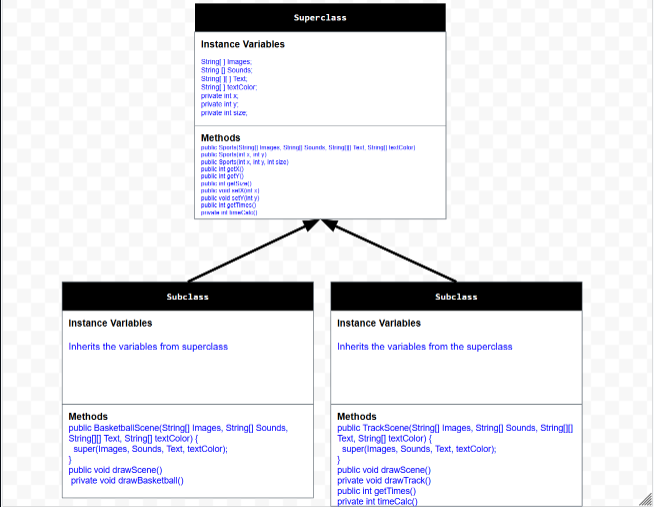 Superclass
Instance Variables
String[ ] Images;
String [] Sounds;
String[ ][ ] Text;
String[ ] textColor;
private int x;
private int y;
private int size;
Methods
public Sports(String[] Images, String[] Sounds, String[][] Text, String[] textColor)
public Sports(int x, int y)
public Sports(int x, int y, int size)
public int getX()
public int getY()
public int getSize()
public void setX(int x)
public void setY(int y)
public int getTimes()
private int timeCalc()
Subclass
Instance Variables
Inherits the variables from superclass
Methods
public BasketballScene(String[] Images, String[] Sounds,
String[][] Text, String[] textColor) {
super(Images, Sounds, Text, textColor);
}
public void drawScene()
private void drawBasketball()
Subclass
Instance Variables
Inherits the variables from the superclass
Methods
public TrackScene(String[] Images, String[] Sounds, String[][]
Text, String[] textColor) {
super(Images, Sounds, Text, textColor);
}
public void drawScene()
private void drawTrack()
public int getTimes()
private int timeCalc()